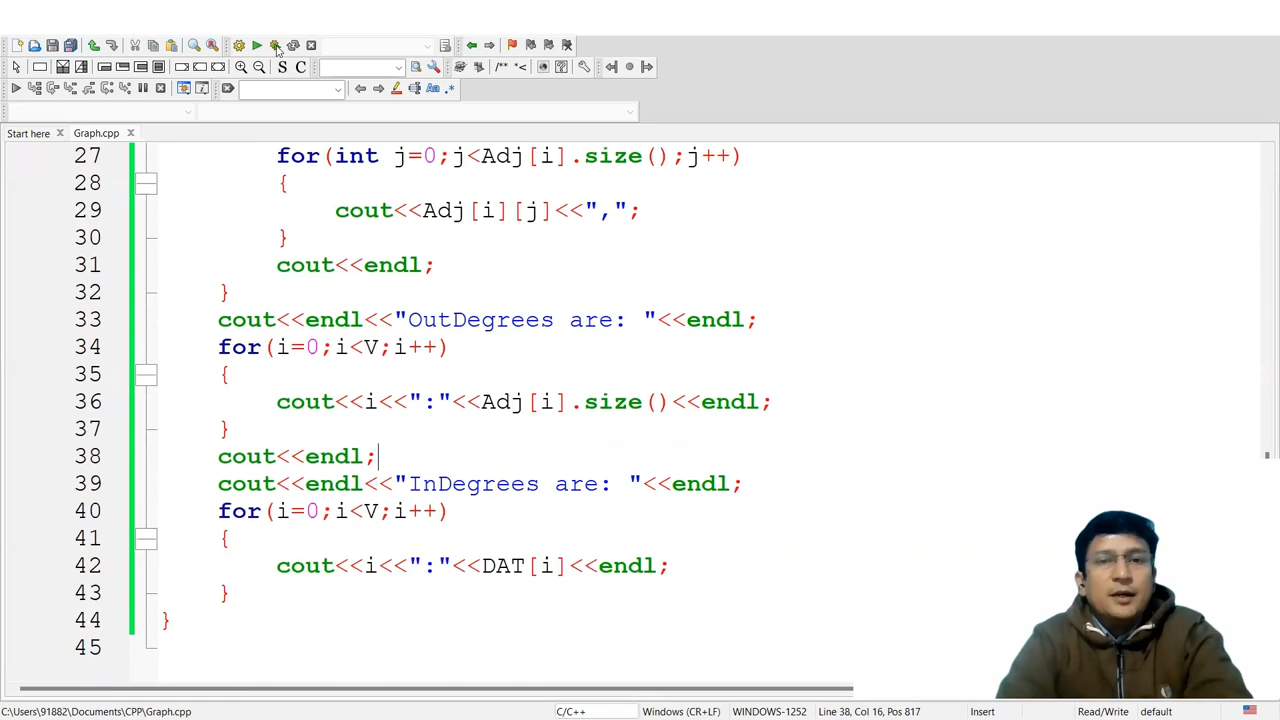 S C
/** *<
Aa .*
Start here Graph.cpp
27 for(int j=0;j<Adj[i].size();j++)
28 {
29 cout<<Adj[i][j]<<",";
30 }
31 cout<<endl;
32 }
33 cout<<endl<<"OutDegrees are: "<<endl;
34 for(i=0;i<V;i++)
35 {
36 cout<<i<<":"<<Adj[i].size()<<endl;
37 }
38 cout<<endl;
39 cout<<endl<<"InDegrees are: "<<endl;
40 for(i=0;i<V;i++)
41 {
42 cout<<i<<":"<<DAT[i]<<endl;
43 }
44 }
45
C:\Users\91882\Documents\CPP\Graph.cpp C/C++ Windows (CR+LF) WINDOWS-1252 Line 38, Col 16, Pos 817 Insert Read/Write default